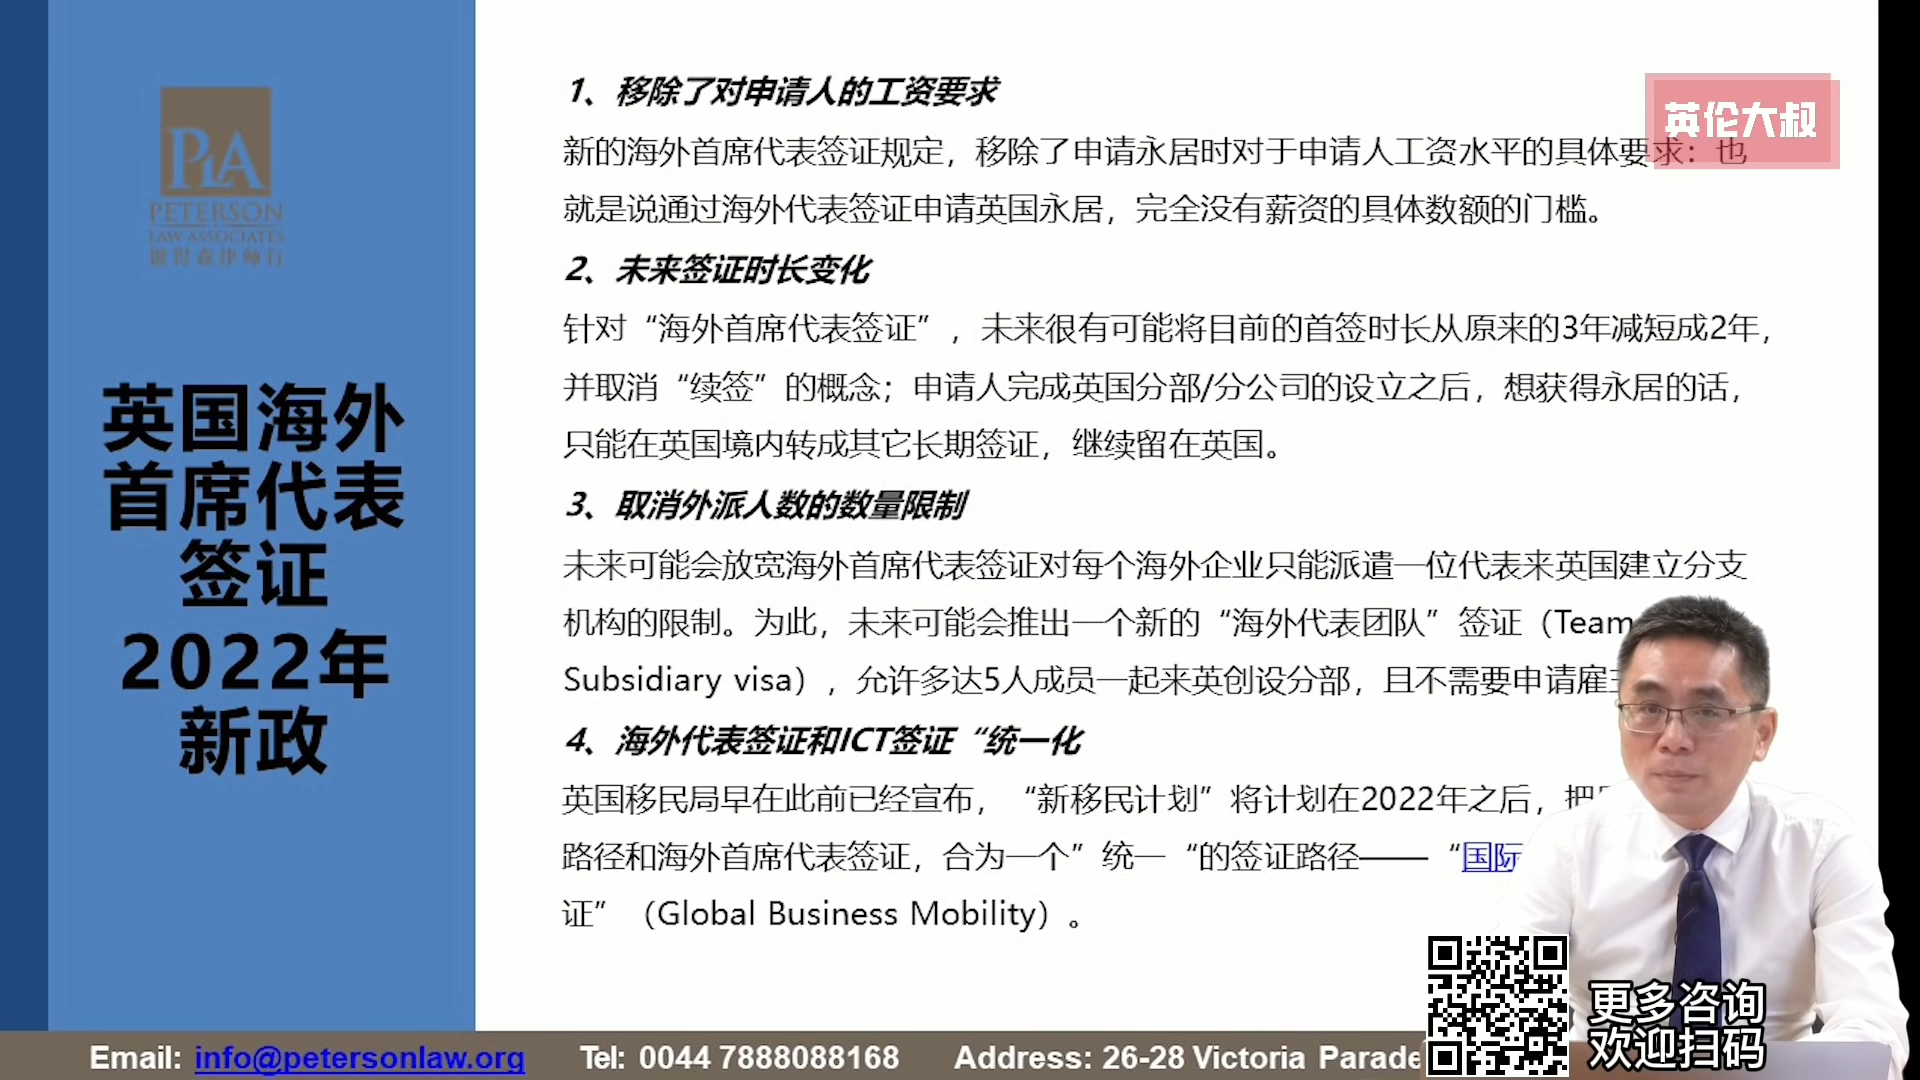 PLA
PETERSON
LAW ASSOCIATES
彼得森律师行
英国海外
首席代表
签证
2022年
新政
1、移除了对申请人的工资要求
新的海外首席代表签证规定，移除了申请永居时对于申请人工资水平的具体要求：也
就是说通过海外代表签证申请英国永居，完全没有薪资的具体数额的门槛。
2、未来签证时长变化
针对“海外首席代表签证”，未来很有可能将目前的首签时长从原来的3年减短成2年，
并取消“续签”的概念；申请人完成英国分部/分公司的设立之后，想获得永居的话，
只能在英国境内转成其它长期签证，继续留在英国。
3、取消外派人数的数量限制
未来可能会放宽海外首席代表签证对每个海外企业只能派遣一位代表来英国建立分支
机构的限制。为此，未来可能会推出一个新的“海外代表团队”签证（Team
Subsidiary visa），允许多达5人成员一起来英创设分部，且不需要申请雇
4、海外代表签证和ICT签证“统一化
英国移民局早在此前已经宣布，“新移民计划”将计划在2022年之后，把
路径和海外首席代表签证，合为一个”统一“的签证路径——“国际
证”（Global Business Mobility）。
英伦大叔
更多咨询
欢迎扫码
Email: info@petersonlaw.org Tel: 0044 7888088168 Address: 26-28 Victoria Parade